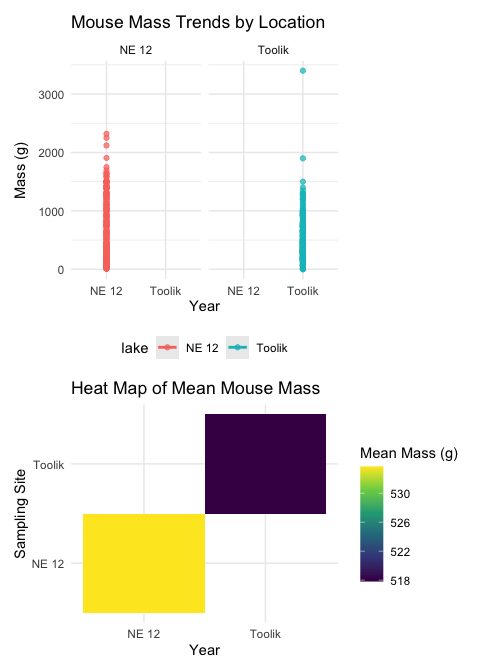 Mouse Mass Trends by Location
NE 12 Toolik
3000
2000
1000
0
Mass (g)
NE 12 Toolik NE 12 Toolik
Year
lake NE 12 Toolik
Heat Map of Mean Mouse Mass
Toolik
NE 12
Sampling Site
NE 12 Toolik
Year
Mean Mass (g)
530
526
522
518